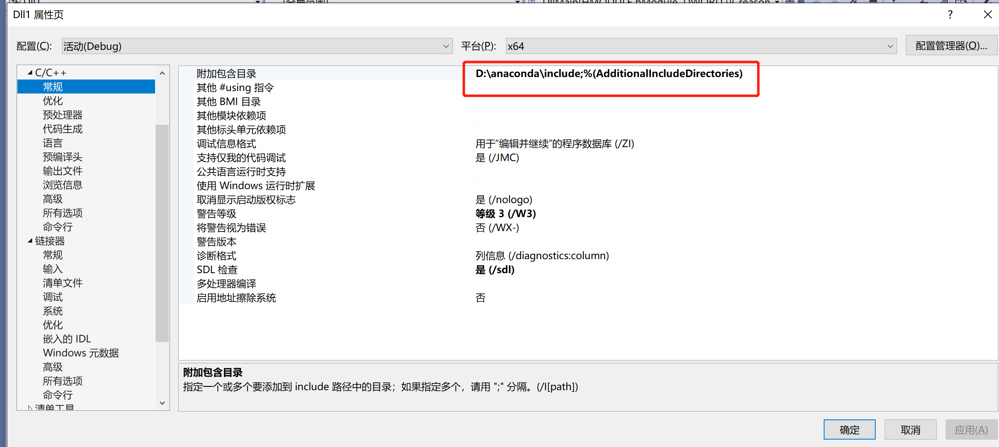 Dll1 属性页
?
配置(C):
活动(Debug)
平台(P):
x64
配置管理器(O)...
C/C++
常规
优化
预处理器
代码生成
语言
预编译头
输出文件
浏览信息
高级
所有选项
命令行
链接器
常规
输入
清单文件
调试
系统
优化
嵌入的 IDL
Windows 元数据
高级
所有选项
命令行
清单工具
附加包含目录 D:\anaconda\include;%(AdditionalIncludeDirectories)
其他 #using 指令
其他 BMI 目录
其他模块依赖项
其他标头单元依赖项
调试信息格式 用于“编辑并继续”的程序数据库 (/ZI)
支持仅我的代码调试 是 (/JMC)
公共语言运行时支持
使用 Windows 运行时扩展
取消显示启动版权标志 是 (/nologo)
警告等级 等级 3 (/W3)
将警告视为错误 否 (/WX-)
警告版本
诊断格式 列信息 (/diagnostics:column)
SDL 检查 是 (/sdl)
多处理器编译
启用地址擦除系统 否
附加包含目录
指定一个或多个要添加到 include 路径中的目录；如果指定多个，请用 ";" 分隔。(/I[path])
确定
取消
应用(A)